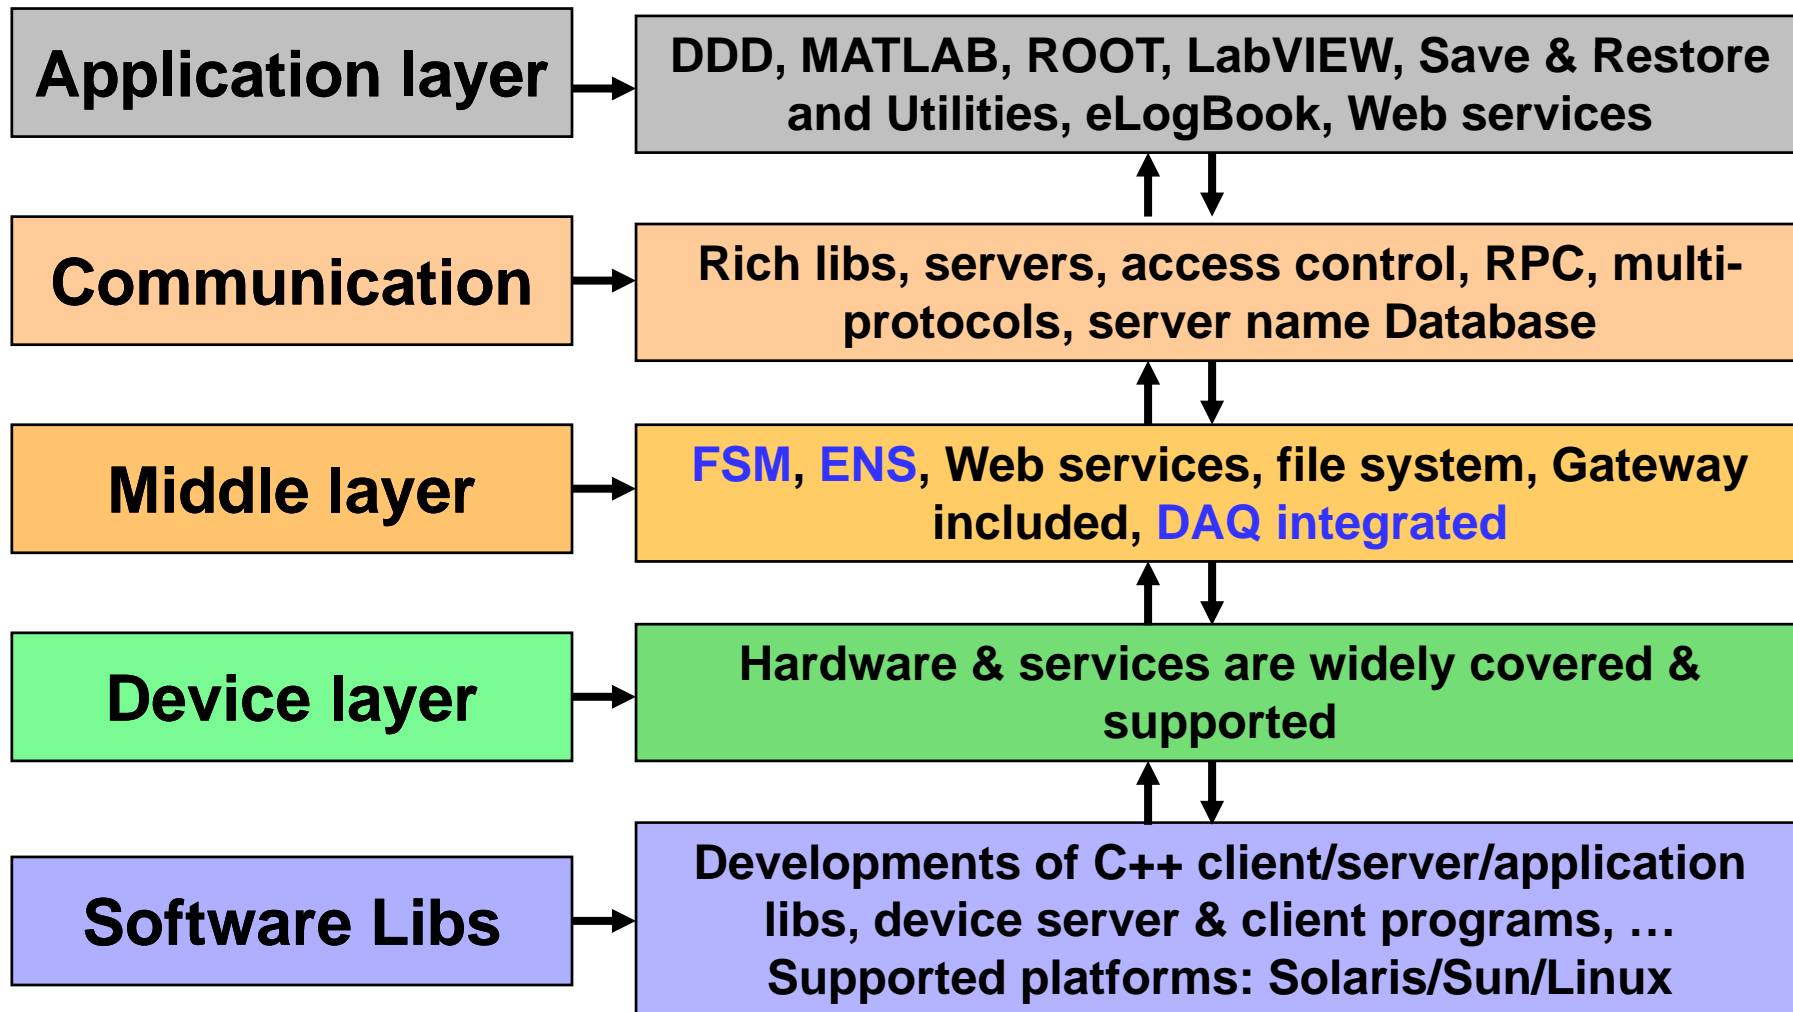 Application layer
DDD, MATLAB, ROOT, LabVIEW, Save & Restore
and Utilities, eLogBook, Web services
Communication
Rich libs, servers, access control, RPC, multi-
protocols, server name Database
Middle layer
FSM, ENS, Web services, file system, Gateway
included, DAQ integrated
Device layer
Hardware & services are widely covered &
supported
Software Libs
Developments of C++ client/server/application
libs, device server & client programs, …
Supported platforms: Solaris/Sun/Linux